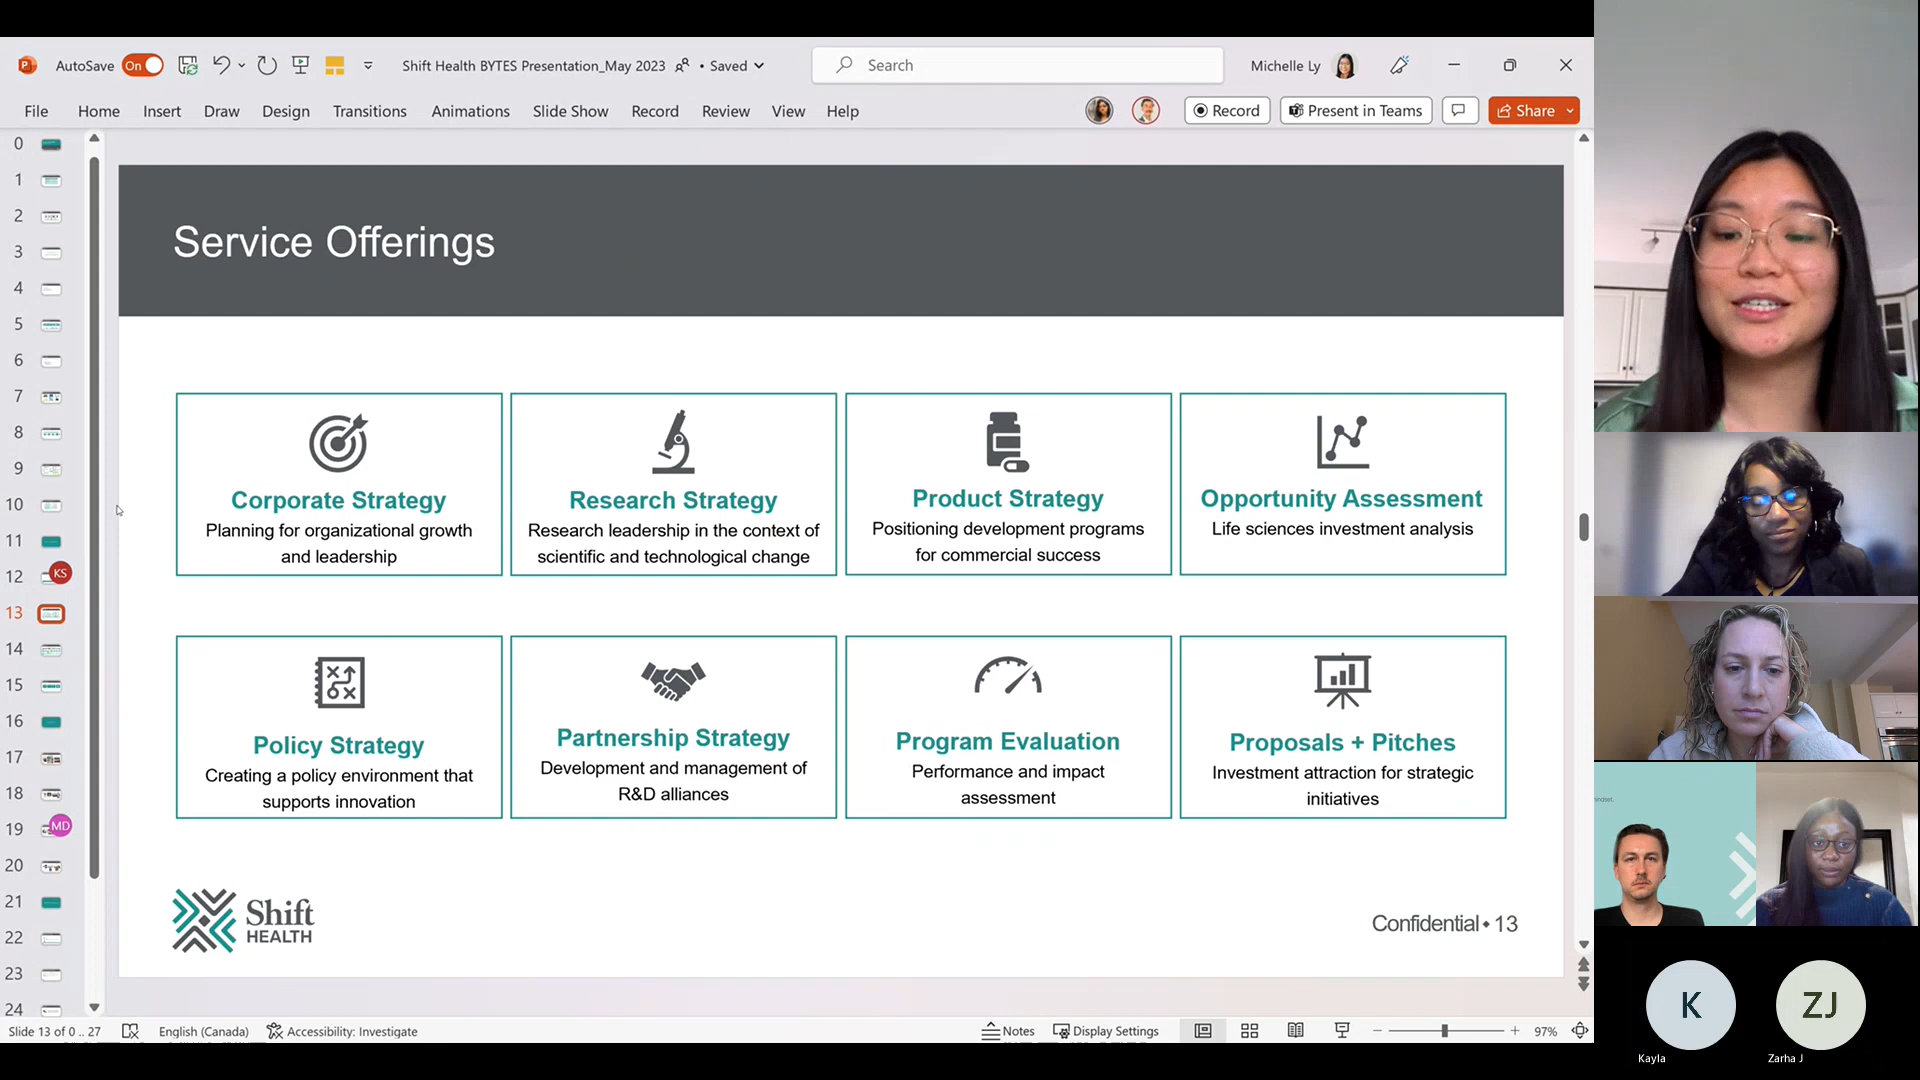 AutoSave On Shift Health BYTES Presentation_May 2023 • Saved Search Michelle Ly
File Home Insert Draw Design Transitions Animations Slide Show Record Review View Help Record Present in Teams Share
0
1
2
3
4
5
6
7
8
9
10
11
12 KS
13
14
15
16
17
18
19 MD
20
21
22
23
24
Service Offerings
Corporate Strategy
Planning for organizational growth
and leadership
Research Strategy
Research leadership in the context of
scientific and technological change
Product Strategy
Positioning development programs
for commercial success
Opportunity Assessment
Life sciences investment analysis
Policy Strategy
Creating a policy environment that
supports innovation
Partnership Strategy
Development and management of
R&D alliances
Program Evaluation
Performance and impact
assessment
Proposals + Pitches
Investment attraction for strategic
initiatives
Shift
HEALTH
Confidential • 13
Slide 13 of 0 .. 27 English (Canada) Accessibility: Investigate Notes Display Settings 97%
mindset.
K
Kayla
ZJ
Zarha J